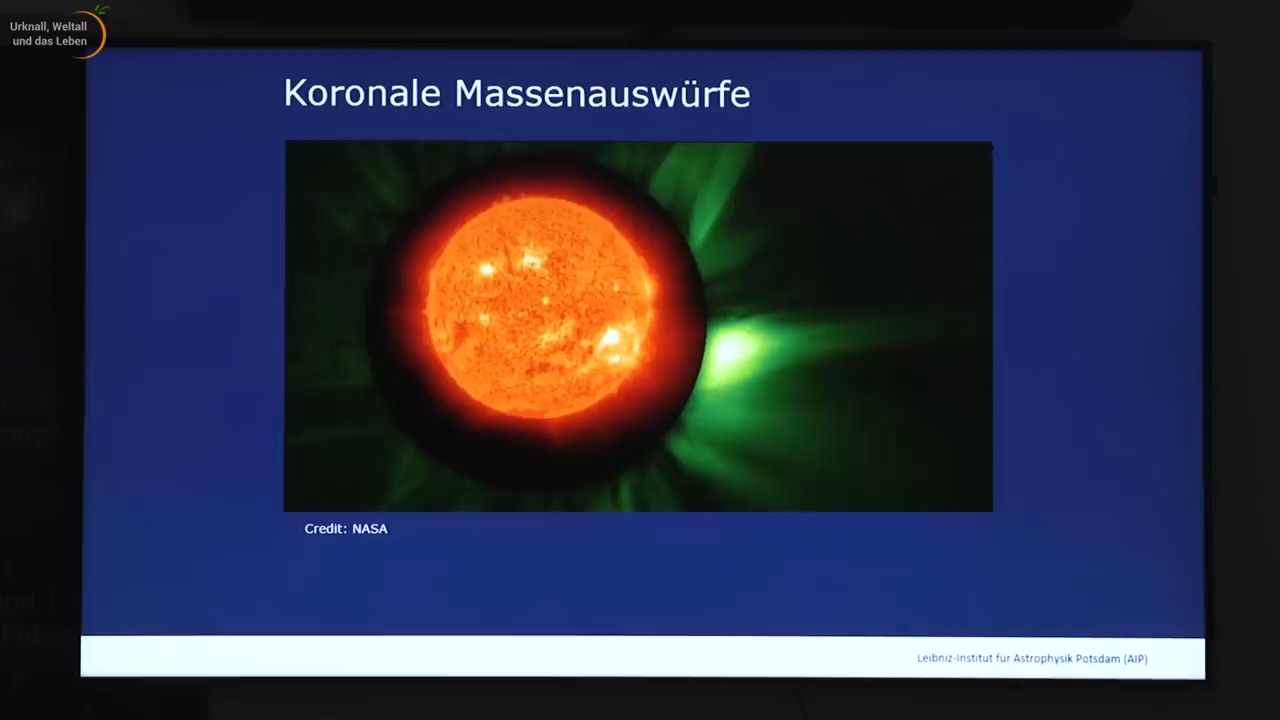 Urknall, Weltall
und das Leben
Koronale Massenauswürfe
Credit: NASA
Leibniz-Institut für Astrophysik Potsdam (AIP)